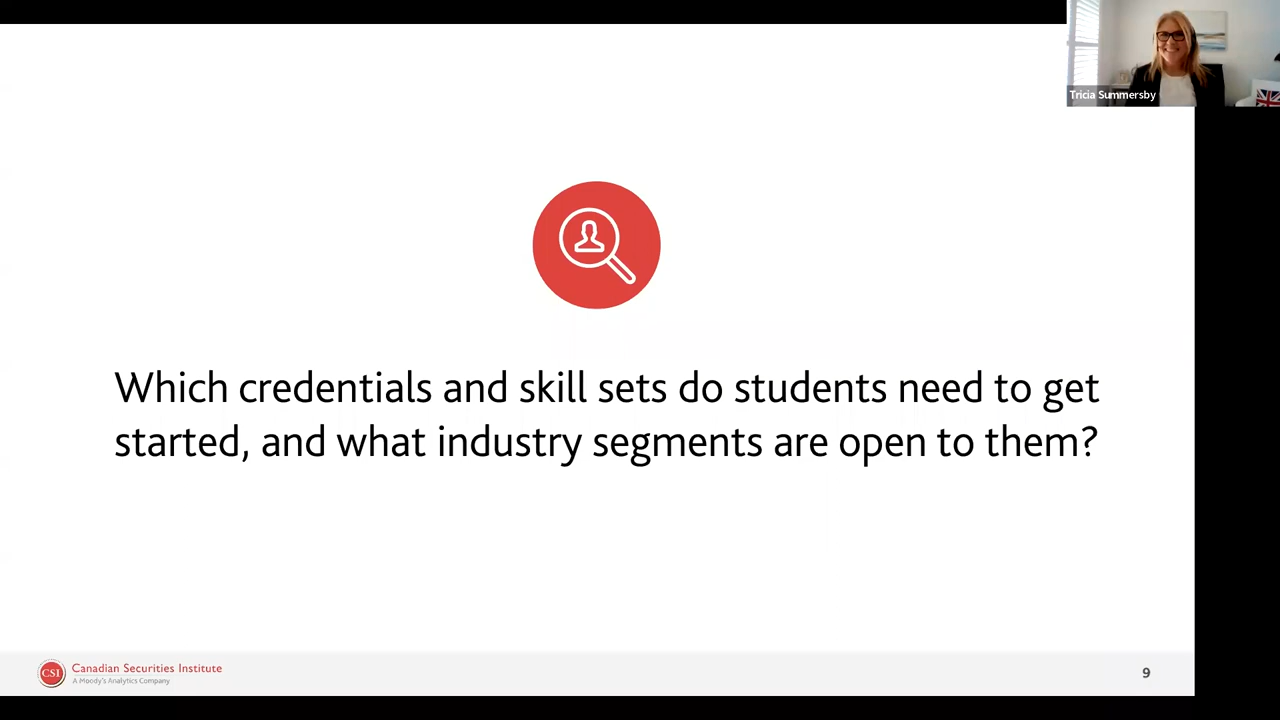 Tricia Summersby
Which credentials and skill sets do students need to get
started, and what industry segments are open to them?
CSI
Canadian Securities Institute
A Moody's Analytics Company
9